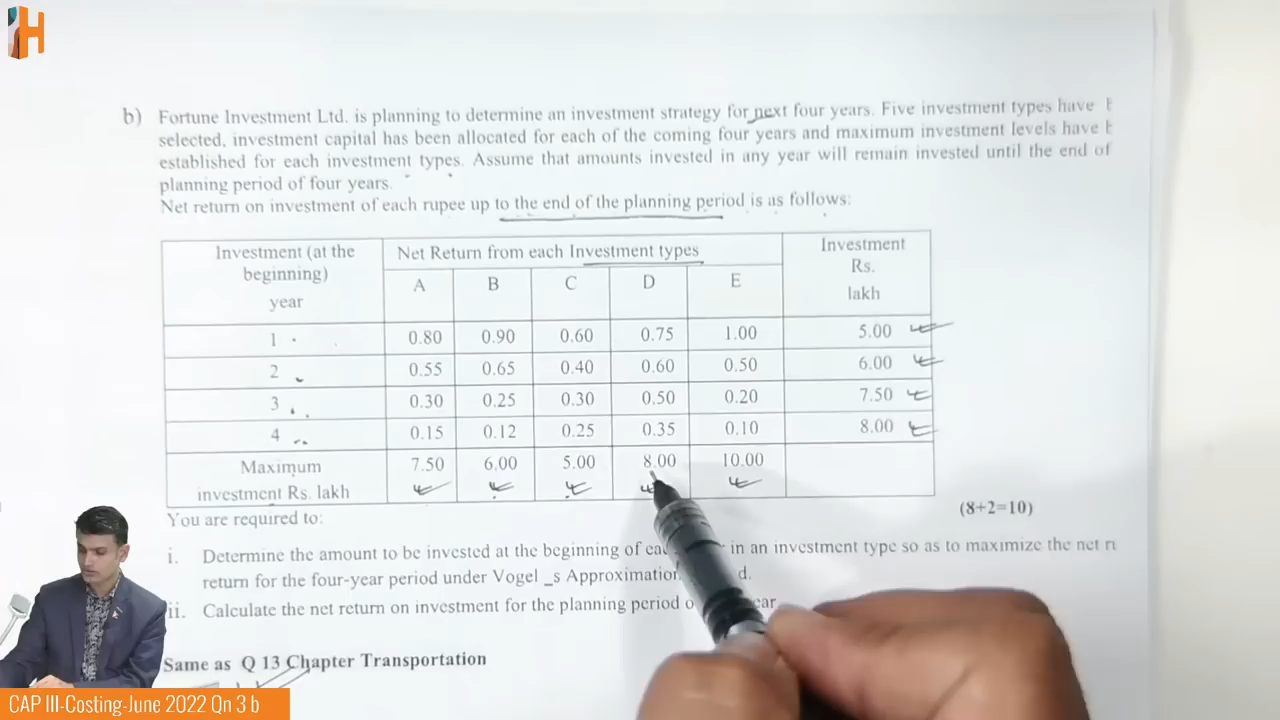 H
b) Fortune Investment Ltd. is planning to determine an investment strategy for next four years. Five investment types have
selected, investment capital has been allocated for each of the coming four years and maximum investment levels have
established for each investment types. Assume that amounts invested in any year will remain invested until the end of
planning period of four years.
Net return on investment of each rupee up to the end of the planning period is as follows:
Investment (at the beginning) year Net Return from each Investment types Investment Rs. lakh
A B C D E
1 0.80 0.90 0.60 0.75 1.00 5.00
2 0.55 0.65 0.40 0.60 0.50 6.00
3 0.30 0.25 0.30 0.50 0.20 7.50
4 0.15 0.12 0.25 0.35 0.10 8.00
Maximum investment Rs. lakh 7.50 6.00 5.00 8.00 10.00
You are required to:
(8+2=10)
i. Determine the amount to be invested at the beginning of in an investment type so as to maximize the net
return for the four-year period under Vogel _s Approximation d.
ii. Calculate the net return on investment for the planning period
Same as Q 13 Chapter Transportation
CAP III-Costing-June 2022 Qn 3 b